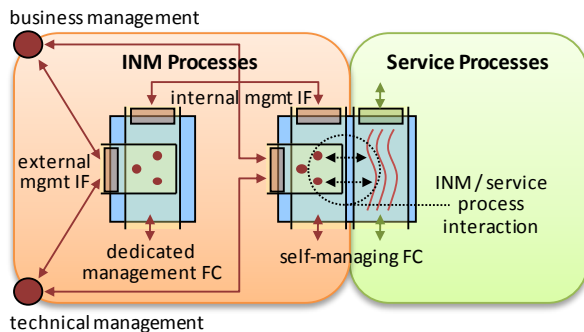 business management
INM Processes
Service Processes
internal mgmt IF
external
mgmt IF
INM / service
process
interaction
dedicated
management FC
self-managing FC
technical management